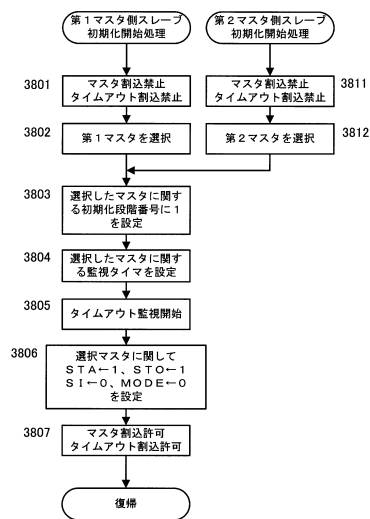 第１マスタ側スレーブ
初期化開始処理
第２マスタ側スレーブ
初期化開始処理
3801
マスタ割込禁止
タイムアウト割込禁止
マスタ割込禁止
タイムアウト割込禁止
3811
3802
第１マスタを選択
第２マスタを選択
3812
3803
選択したマスタに関す
る初期化段階番号に１
を設定
3804
選択したマスタに関す
る監視タイマを設定
3805
タイムアウト監視開始
3806
選択マスタに関して
ＳＴＡ←１、ＳＴＯ←１
ＳＩ←０、ＭＯＤＥ←０
を設定
3807
マスタ割込許可
タイムアウト割込許可
復帰